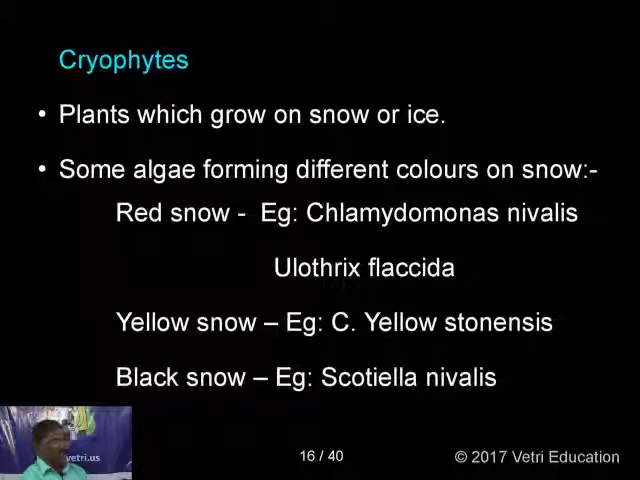 Cryophytes
• Plants which grow on snow or ice.
• Some algae forming different colours on snow:-
Red snow - Eg: Chlamydomonas nivalis
Ulothrix flaccida
Yellow snow – Eg: C. Yellow stonensis
Black snow – Eg: Scotiella nivalis
vetri.us
16 / 40
© 2017 Vetri Education